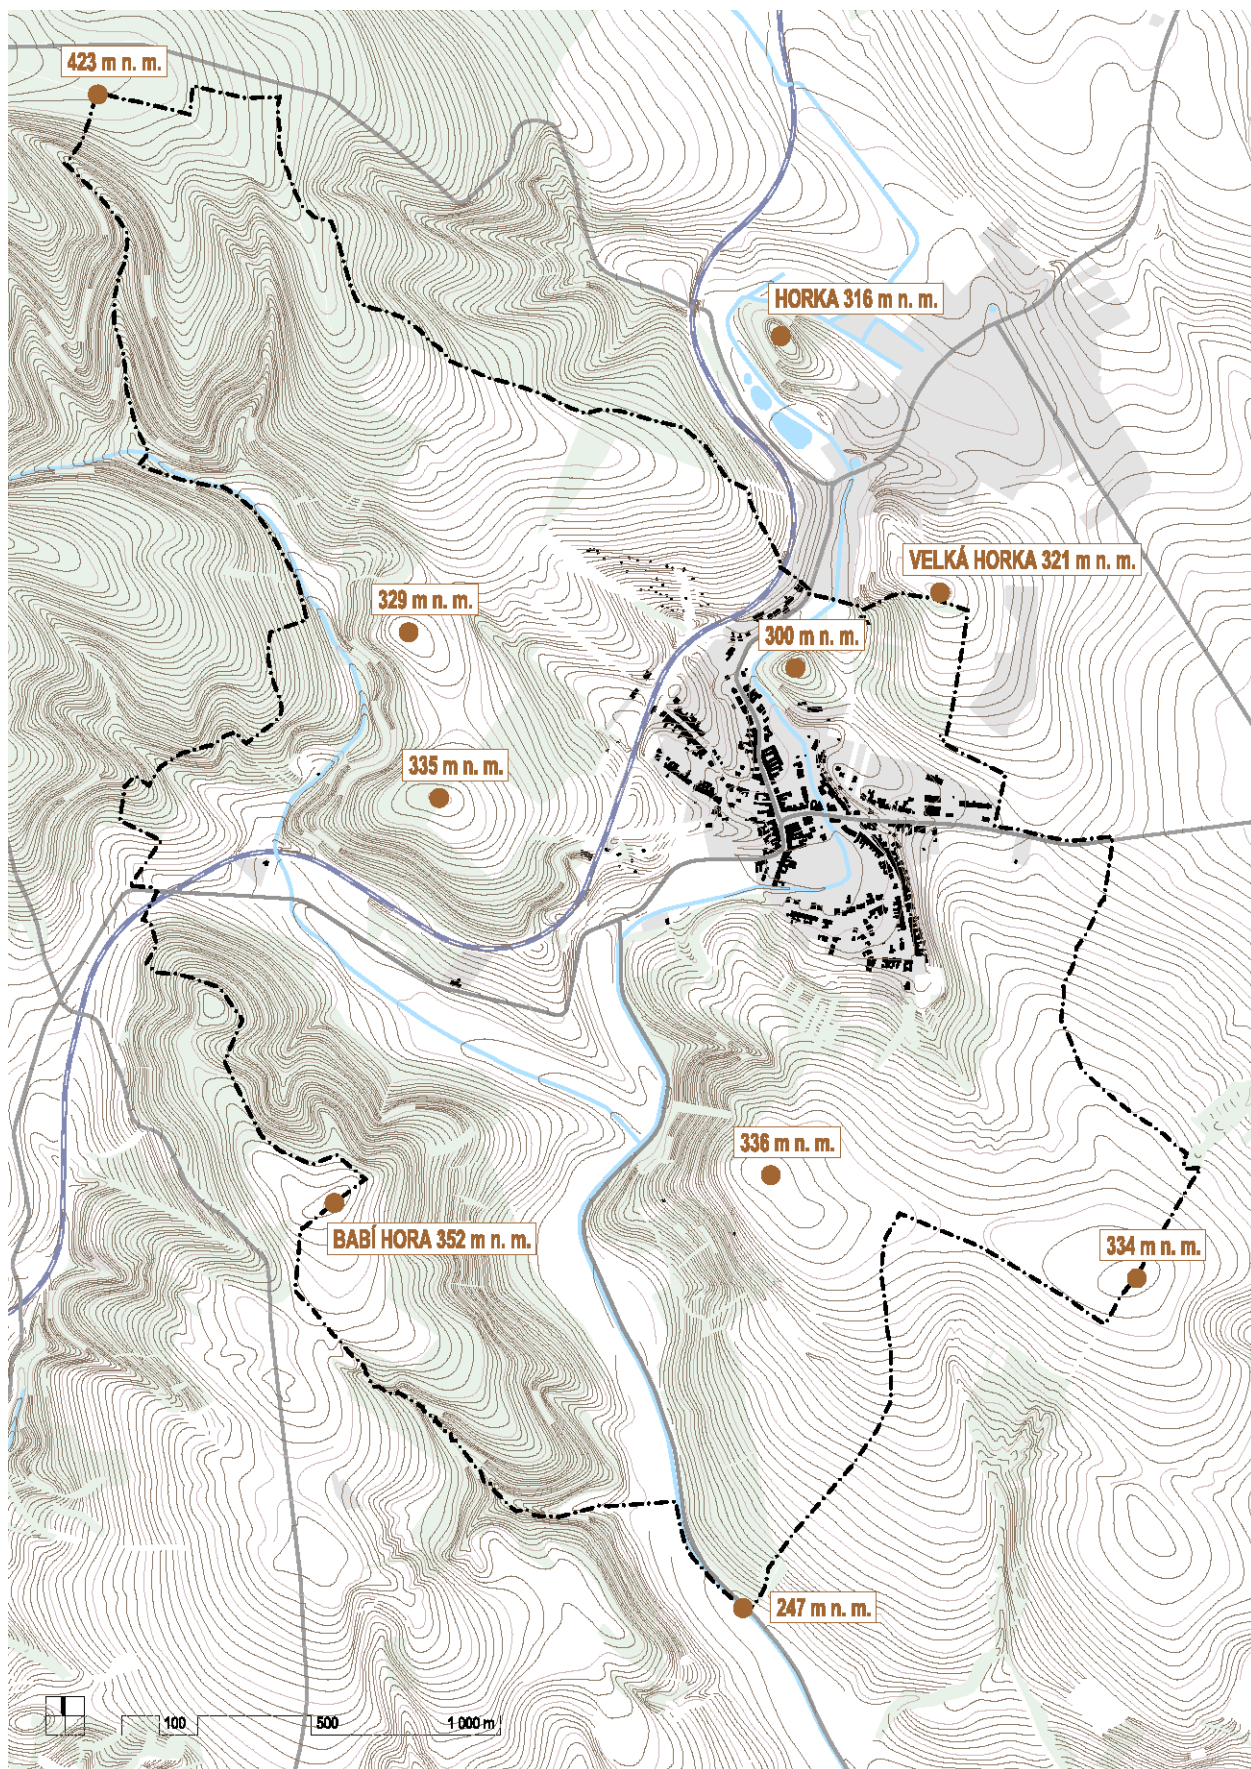 423 m n. m.
HORKA 316 m n. m.
VELKÁ HORKA 321 m n. m.
329 m n. m.
300 m n. m.
335 m n. m.
336 m n. m.
BABÍ HORA 352 m n. m.
334 m n. m.
247 m n. m.
100 500 1 000 m